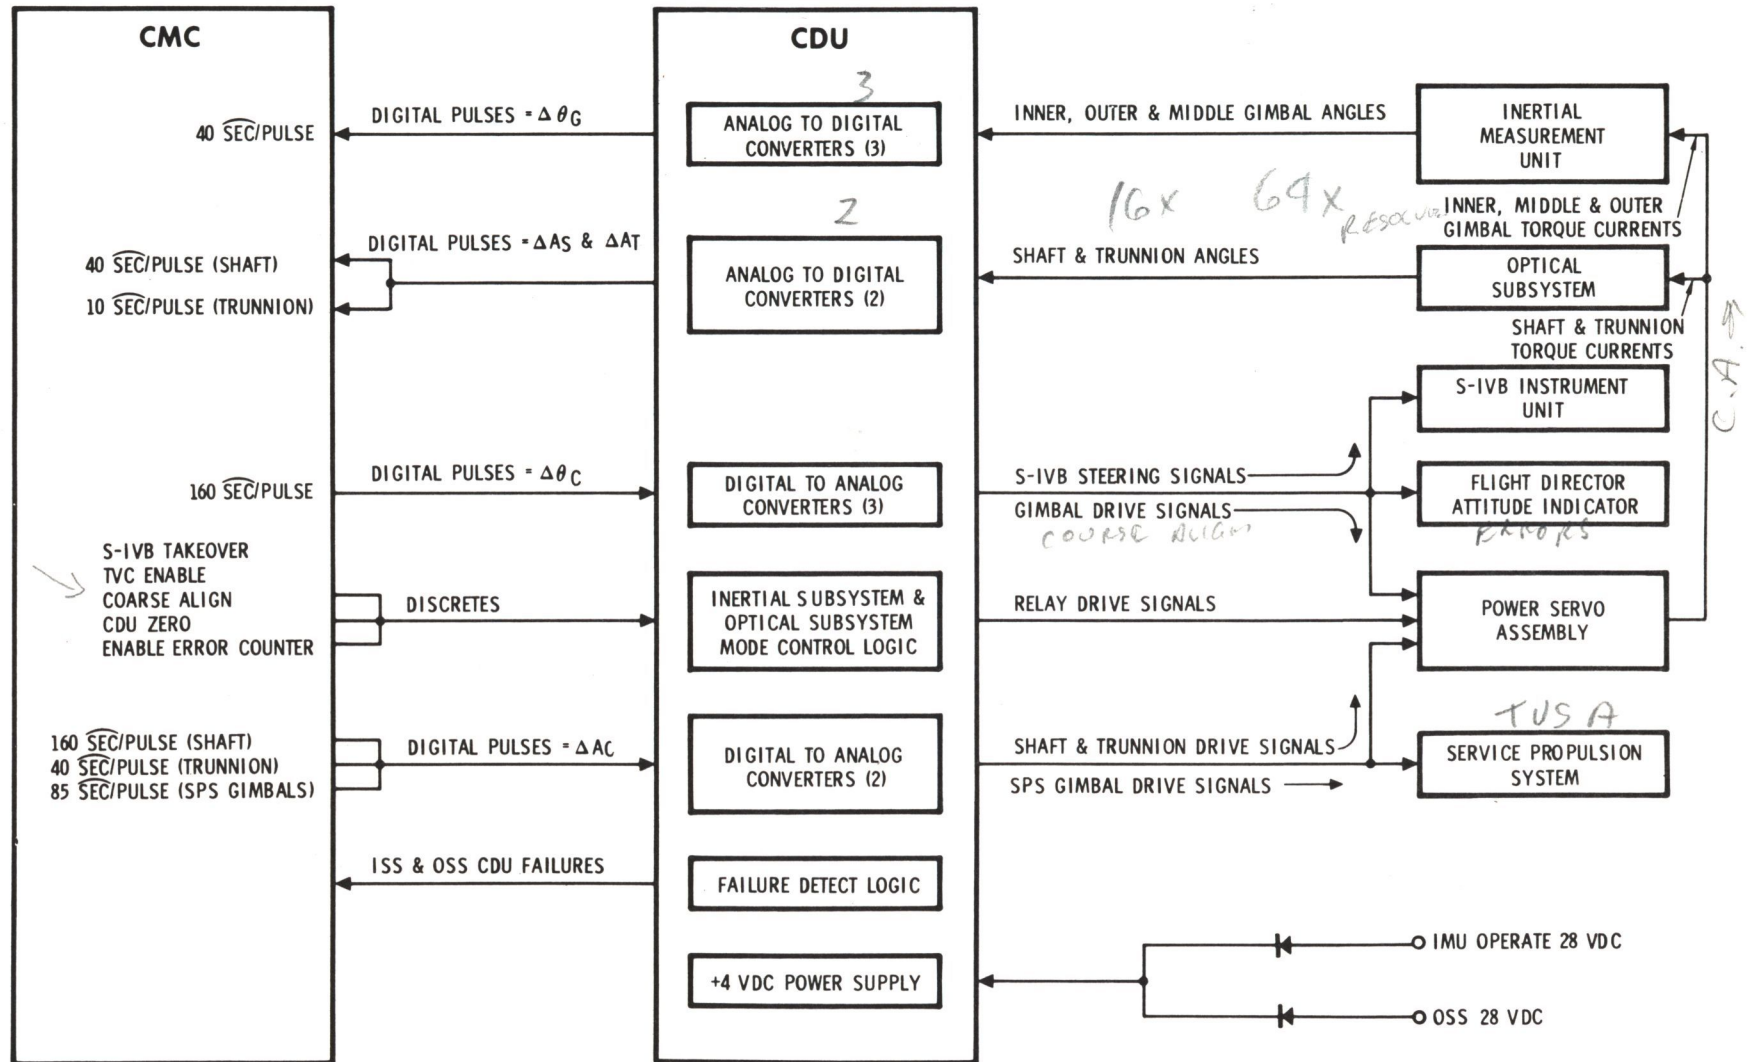 CMC
CDU
3
40 SEC/PULSE
DIGITAL PULSES = ΔθG
ANALOG TO DIGITAL
CONVERTERS (3)
INNER, OUTER & MIDDLE GIMBAL ANGLES
INERTIAL
MEASUREMENT
UNIT
16X 64X
INNER, MIDDLE & OUTER
GIMBAL TORQUE CURRENTS
2
DIGITAL PULSES = ΔAS & ΔAT
40 SEC/PULSE (SHAFT)
10 SEC/PULSE (TRUNNION)
ANALOG TO DIGITAL
CONVERTERS (2)
SHAFT & TRUNNION ANGLES
OPTICAL
SUBSYSTEM
SHAFT & TRUNNION
TORQUE CURRENTS
C.A.
S-IVB INSTRUMENT
UNIT
160 SEC/PULSE
DIGITAL PULSES = ΔθC
DIGITAL TO ANALOG
CONVERTERS (3)
S-IVB STEERING SIGNALS
GIMBAL DRIVE SIGNALS
COURSE ALIGN
FLIGHT DIRECTOR
ATTITUDE INDICATOR
ERRORS
S-IVB TAKEOVER
TVC ENABLE
COARSE ALIGN
CDU ZERO
ENABLE ERROR COUNTER
DISCRETES
INERTIAL SUBSYSTEM &
OPTICAL SUBSYSTEM
MODE CONTROL LOGIC
RELAY DRIVE SIGNALS
POWER SERVO
ASSEMBLY
160 SEC/PULSE (SHAFT)
40 SEC/PULSE (TRUNNION)
85 SEC/PULSE (SPS GIMBALS)
DIGITAL PULSES = ΔAC
DIGITAL TO ANALOG
CONVERTERS (2)
SHAFT & TRUNNION DRIVE SIGNALS
SPS GIMBAL DRIVE SIGNALS
TVSA
SERVICE PROPULSION
SYSTEM
ISS & OSS CDU FAILURES
FAILURE DETECT LOGIC
+4 VDC POWER SUPPLY
IMU OPERATE 28 VDC
OSS 28 VDC